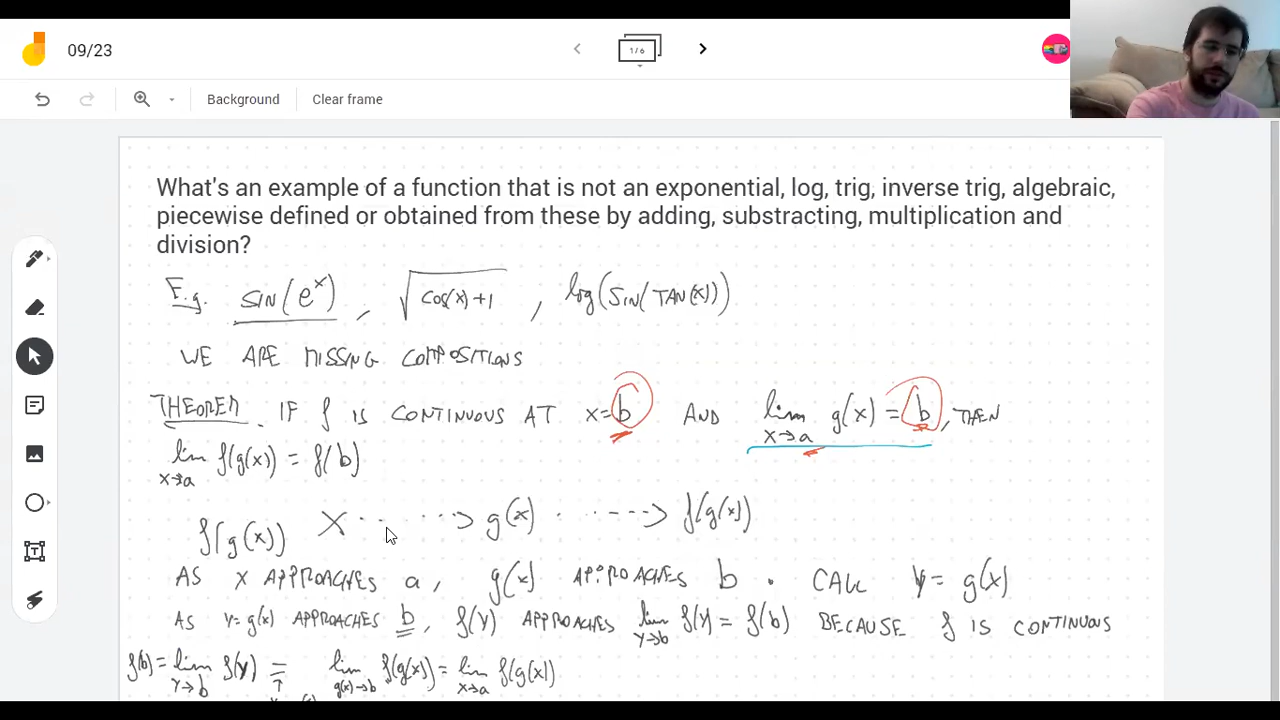 09/23
1/6
Background
Clear frame
What's an example of a function that is not an exponential, log, trig, inverse trig, algebraic,
piecewise defined or obtained from these by adding, substracting, multiplication and
division?
E.g. SIN(e^x), √(COS(x)+1), log(SIN(TAN(x)))
WE ARE MISSING COMPOSITIONS
THEOREM. IF f IS CONTINUOUS AT x=b AND lim x→a g(x) = b, THEN
lim x→a f(g(x)) = f(b)
f(g(x)) X ----> g(x) ----> f(g(x))
AS X APPROACHES a, g(x) APPROACHES b. CALL Y= g(x)
AS Y=g(x) APPROACHES b, f(Y) APPROACHES lim Y→b f(Y) = f(b) BECAUSE f IS CONTINUOUS
f(b) = lim Y→b f(Y) = lim g(x)→b f(g(x)) = lim x→a f(g(x))